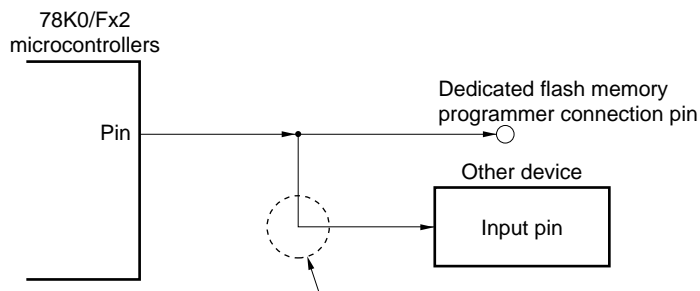 78K0/Fx2
microcontrollers
Dedicated flash memory
programmer connection pin
Pin
Other device
Input pin